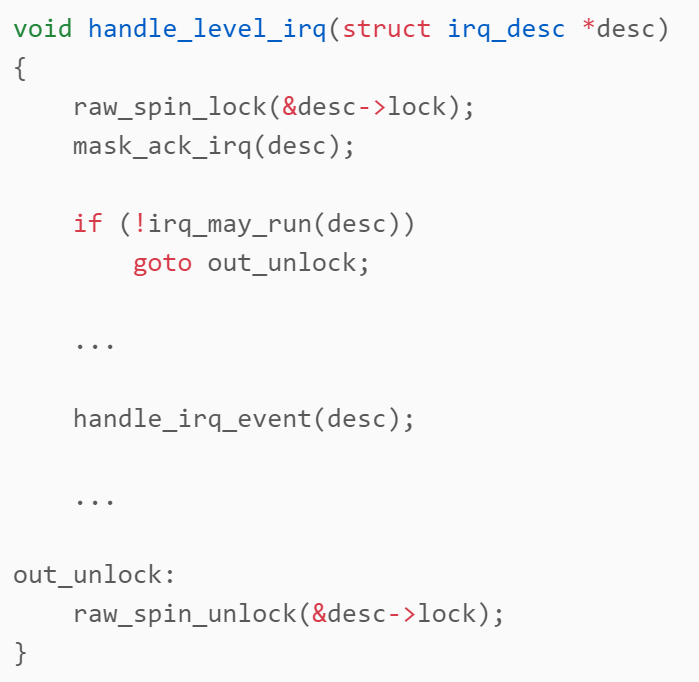 void handle_level_irq(struct irq_desc *desc)
{
    raw_spin_lock(&desc->lock);
    mask_ack_irq(desc);

    if (!irq_may_run(desc))
        goto out_unlock;

    ...

    handle_irq_event(desc);

    ...

out_unlock:
    raw_spin_unlock(&desc->lock);
}